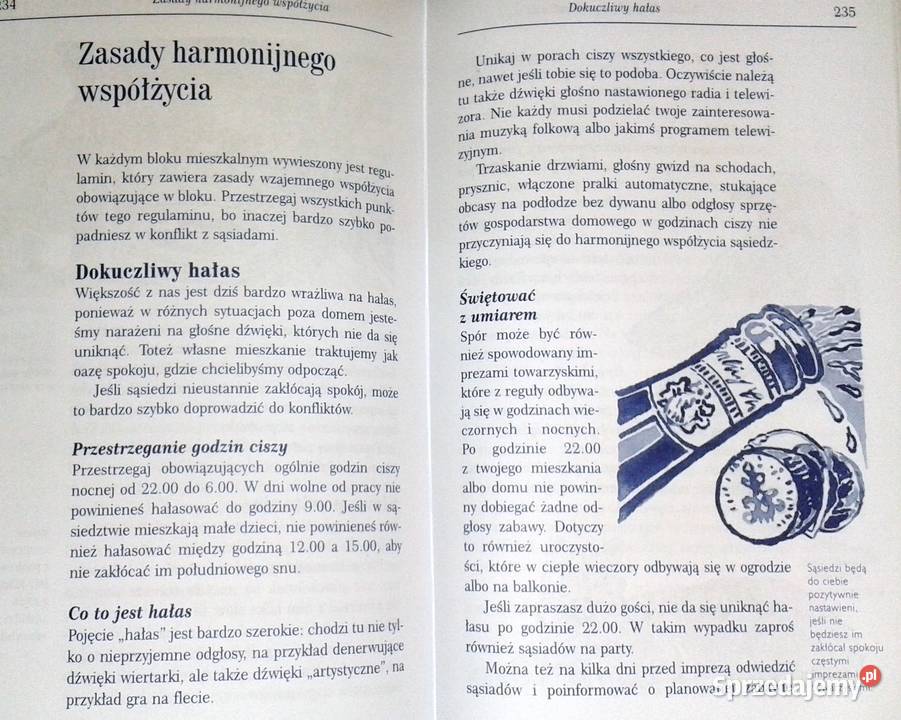 234
Zasady harmonijnego współżycia
Zasady harmonijnego
współżycia
W każdym bloku mieszkalnym wywieszony jest regu-
lamin, który zawiera zasady wzajemnego współżycia
obowiązujące w bloku. Przestrzegaj wszystkich punk-
tów tego regulaminu, bo inaczej bardzo szybko po-
padniesz w konflikt z sąsiadami.
Dokuczliwy hałas
Większość z nas jest dziś bardzo wrażliwa na hałas,
ponieważ w różnych sytuacjach poza domem jeste-
śmy narażeni na głośne dźwięki, których nie da się
uniknąć. Toteż własne mieszkanie traktujemy jak
oazę spokoju, gdzie chcielibyśmy odpocząć.
Jeśli sąsiedzi nieustannie zakłócają spokój, może
to bardzo szybko doprowadzić do konfliktów.
Przestrzeganie godzin ciszy
Przestrzegaj obowiązujących ogólnie godzin ciszy
nocnej od 22.00 do 6.00. W dni wolne od pracy nie
powinieneś hałasować do godziny 9.00. Jeśli w są-
siedztwie mieszkają małe dzieci, nie powinieneś rów-
nież hałasować między godziną 12.00 a 15.00, aby
nie zakłócać im południowego snu.
Co to jest hałas
Pojęcie „hałas" jest bardzo szerokie: chodzi tu nie tyl-
ko o nieprzyjemne odgłosy, na przykład denerwujące
dźwięki wiertarki, ale także dźwięki „artystyczne", na
przykład gra na flecie.
Dokuczliwy hałas
235
Unikaj w porach ciszy wszystkiego, co jest głoś-
ne, nawet jeśli tobie się to podoba. Oczywiście należą
tu także dźwięki głośno nastawionego radia i telewi-
zora. Nie każdy musi podzielać twoje zainteresowa-
nia muzyką folkową albo jakimś programem telewi-
zyjnym.
Trzaskanie drzwiami, głośny gwizd na schodach,
prysznic, włączone pralki automatyczne, stukające
obcasy na podłodze bez dywanu albo odgłosy sprzę-
tów gospodarstwa domowego w godzinach ciszy nie
przyczyniają się do harmonijnego współżycia sąsiedz-
kiego.
Świętować
z umiarem
Spór może być rów-
nież spowodowany im-
prezami towarzyskimi,
które z reguły odbywa-
ją się w godzinach wie-
czornych i nocnych.
Po godzinie 22.00
z twojego mieszkania
albo domu nie powin-
ny dobiegać żadne od-
głosy zabawy. Dotyczy
to również uroczysto-
ści, które w ciepłe wieczory odbywają się w ogrodzie
albo na balkonie.
Jeśli zapraszasz dużo gości, nie da się uniknąć ha-
łasu po godzinie 22.00. W takim wypadku zaproś
również sąsiadów na party.
Można też na kilka dni przed imprezą odwiedzić
sąsiadów i poinformować o
Sąsiedzi będą
do ciebie
pozytywnie
nastawieni,
jeśli nie
będziesz im
zakłócał spokoju
częstymi
imprezami
Sprzedajemy.pl